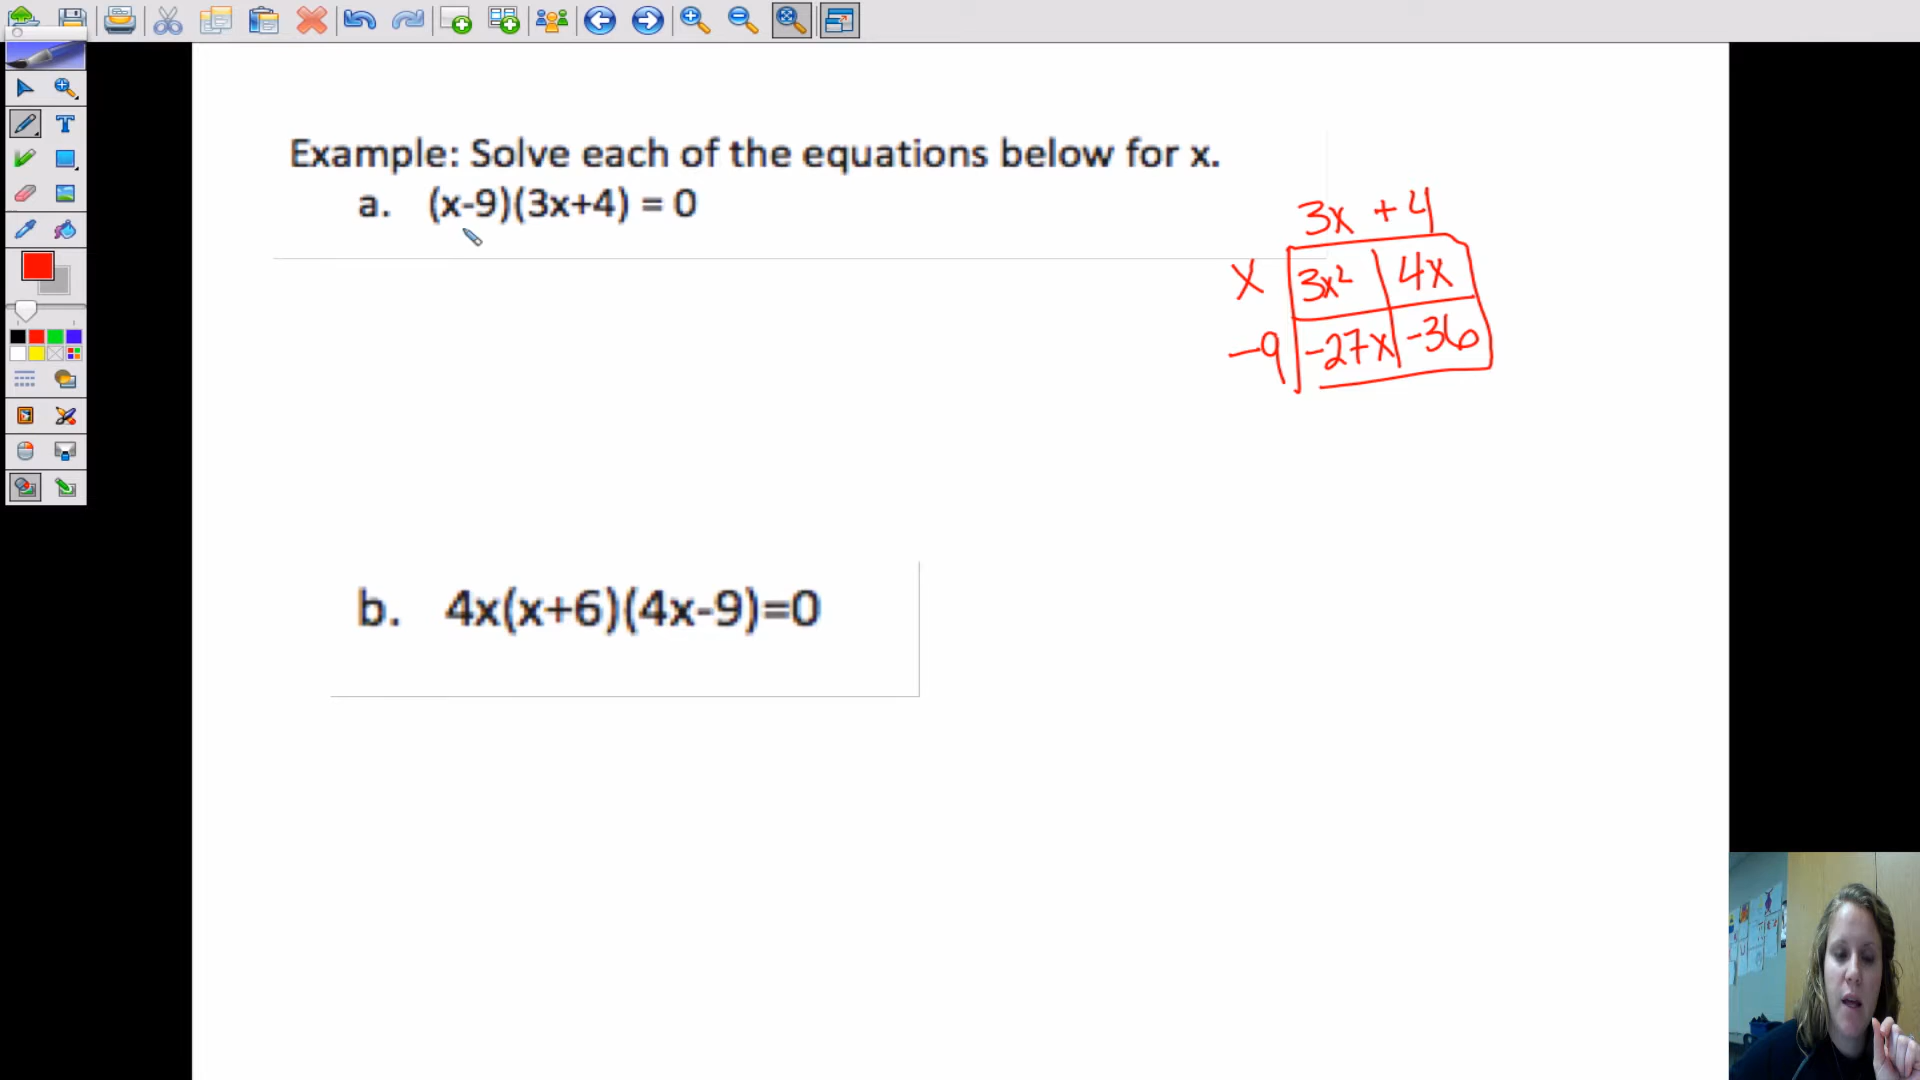 Example: Solve each of the equations below for x.
a. (x-9)(3x+4) = 0
3x +4
x 3x² 4x
-9 -27x -36
b. 4x(x+6)(4x-9)=0